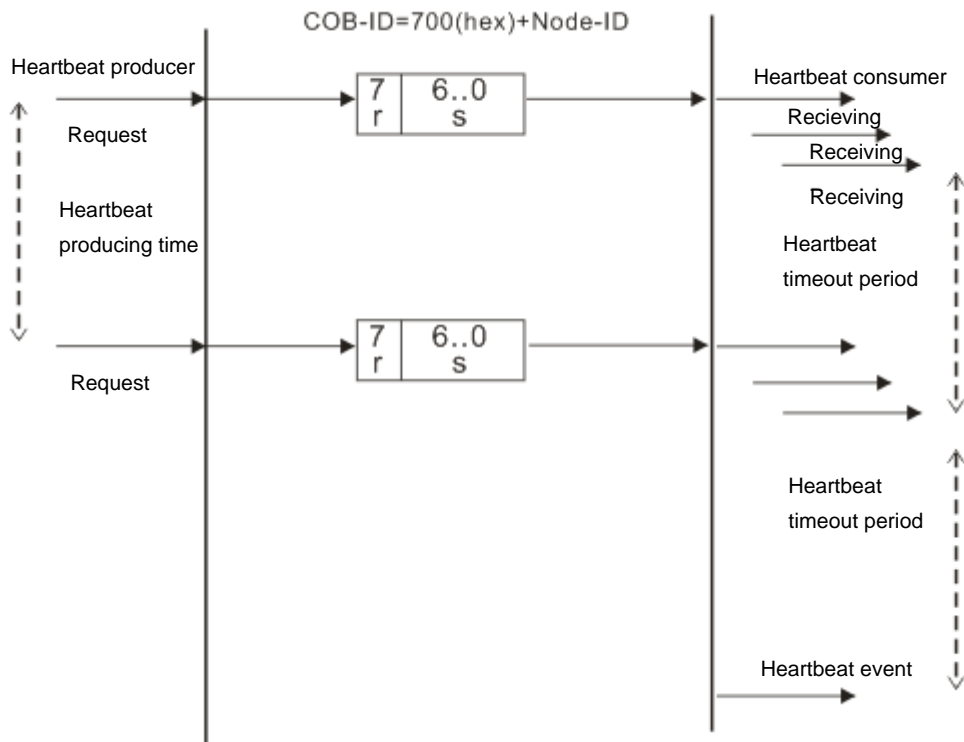 COB-ID=700(hex)+Node-ID
Heartbeat producer
7
6..0
r
s
Heartbeat consumer
Request
Recieving
Receiving
Receiving
Heartbeat
producing time
Heartbeat
timeout period
7
6..0
r
s
Request
Heartbeat
timeout period
Heartbeat event